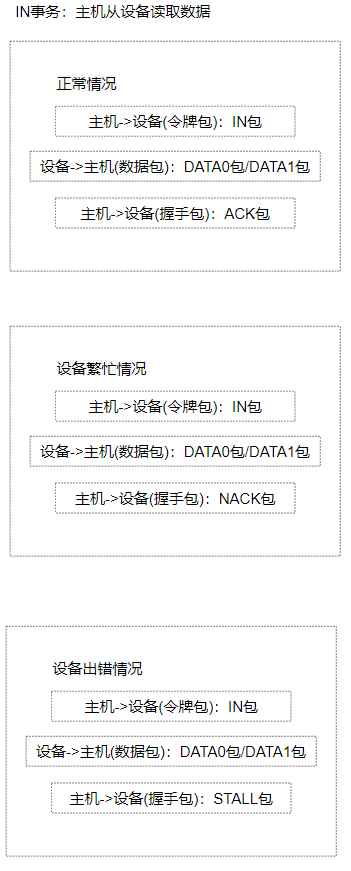 IN事务：主机从设备读取数据
正常情况
主机->设备(令牌包)：IN包
设备->主机(数据包)：DATA0包/DATA1包
主机->设备(握手包)：ACK包
设备繁忙情况
主机->设备(令牌包)：IN包
设备->主机(数据包)：DATA0包/DATA1包
主机->设备(握手包)：NACK包
设备出错情况
主机->设备(令牌包)：IN包
设备->主机(数据包)：DATA0包/DATA1包
主机->设备(握手包)：STALL包